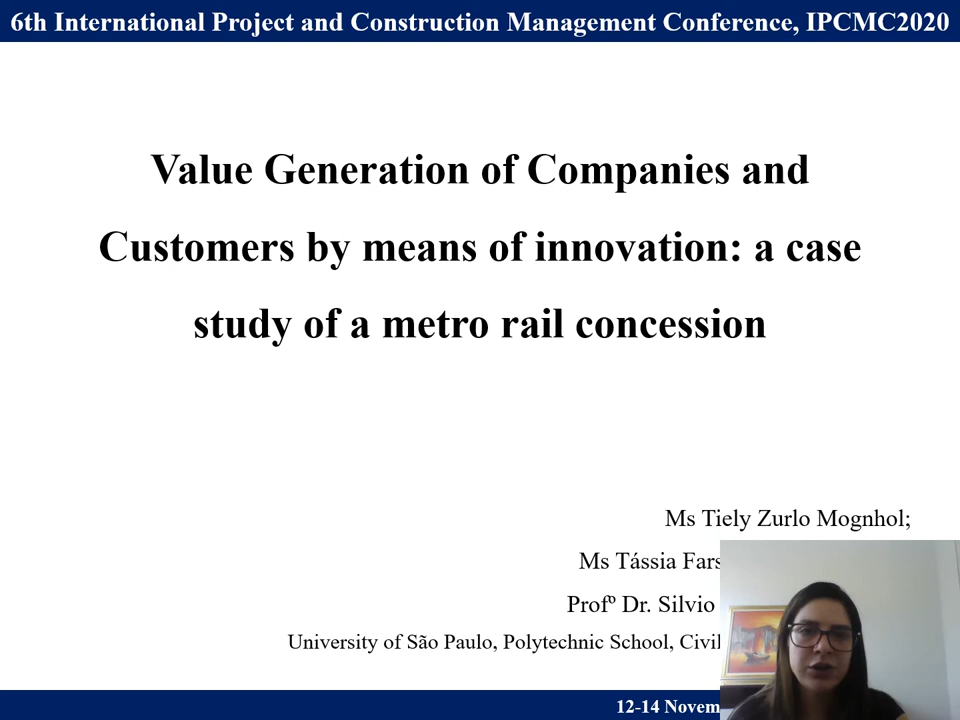 6th International Project and Construction Management Conference, IPCMC2020
Value Generation of Companies and
Customers by means of innovation: a case
study of a metro rail concession
Ms Tiely Zurlo Mognhol;
Ms Tássia Fars
Profº Dr. Silvio
University of São Paulo, Polytechnic School, Civil
12-14 Novem